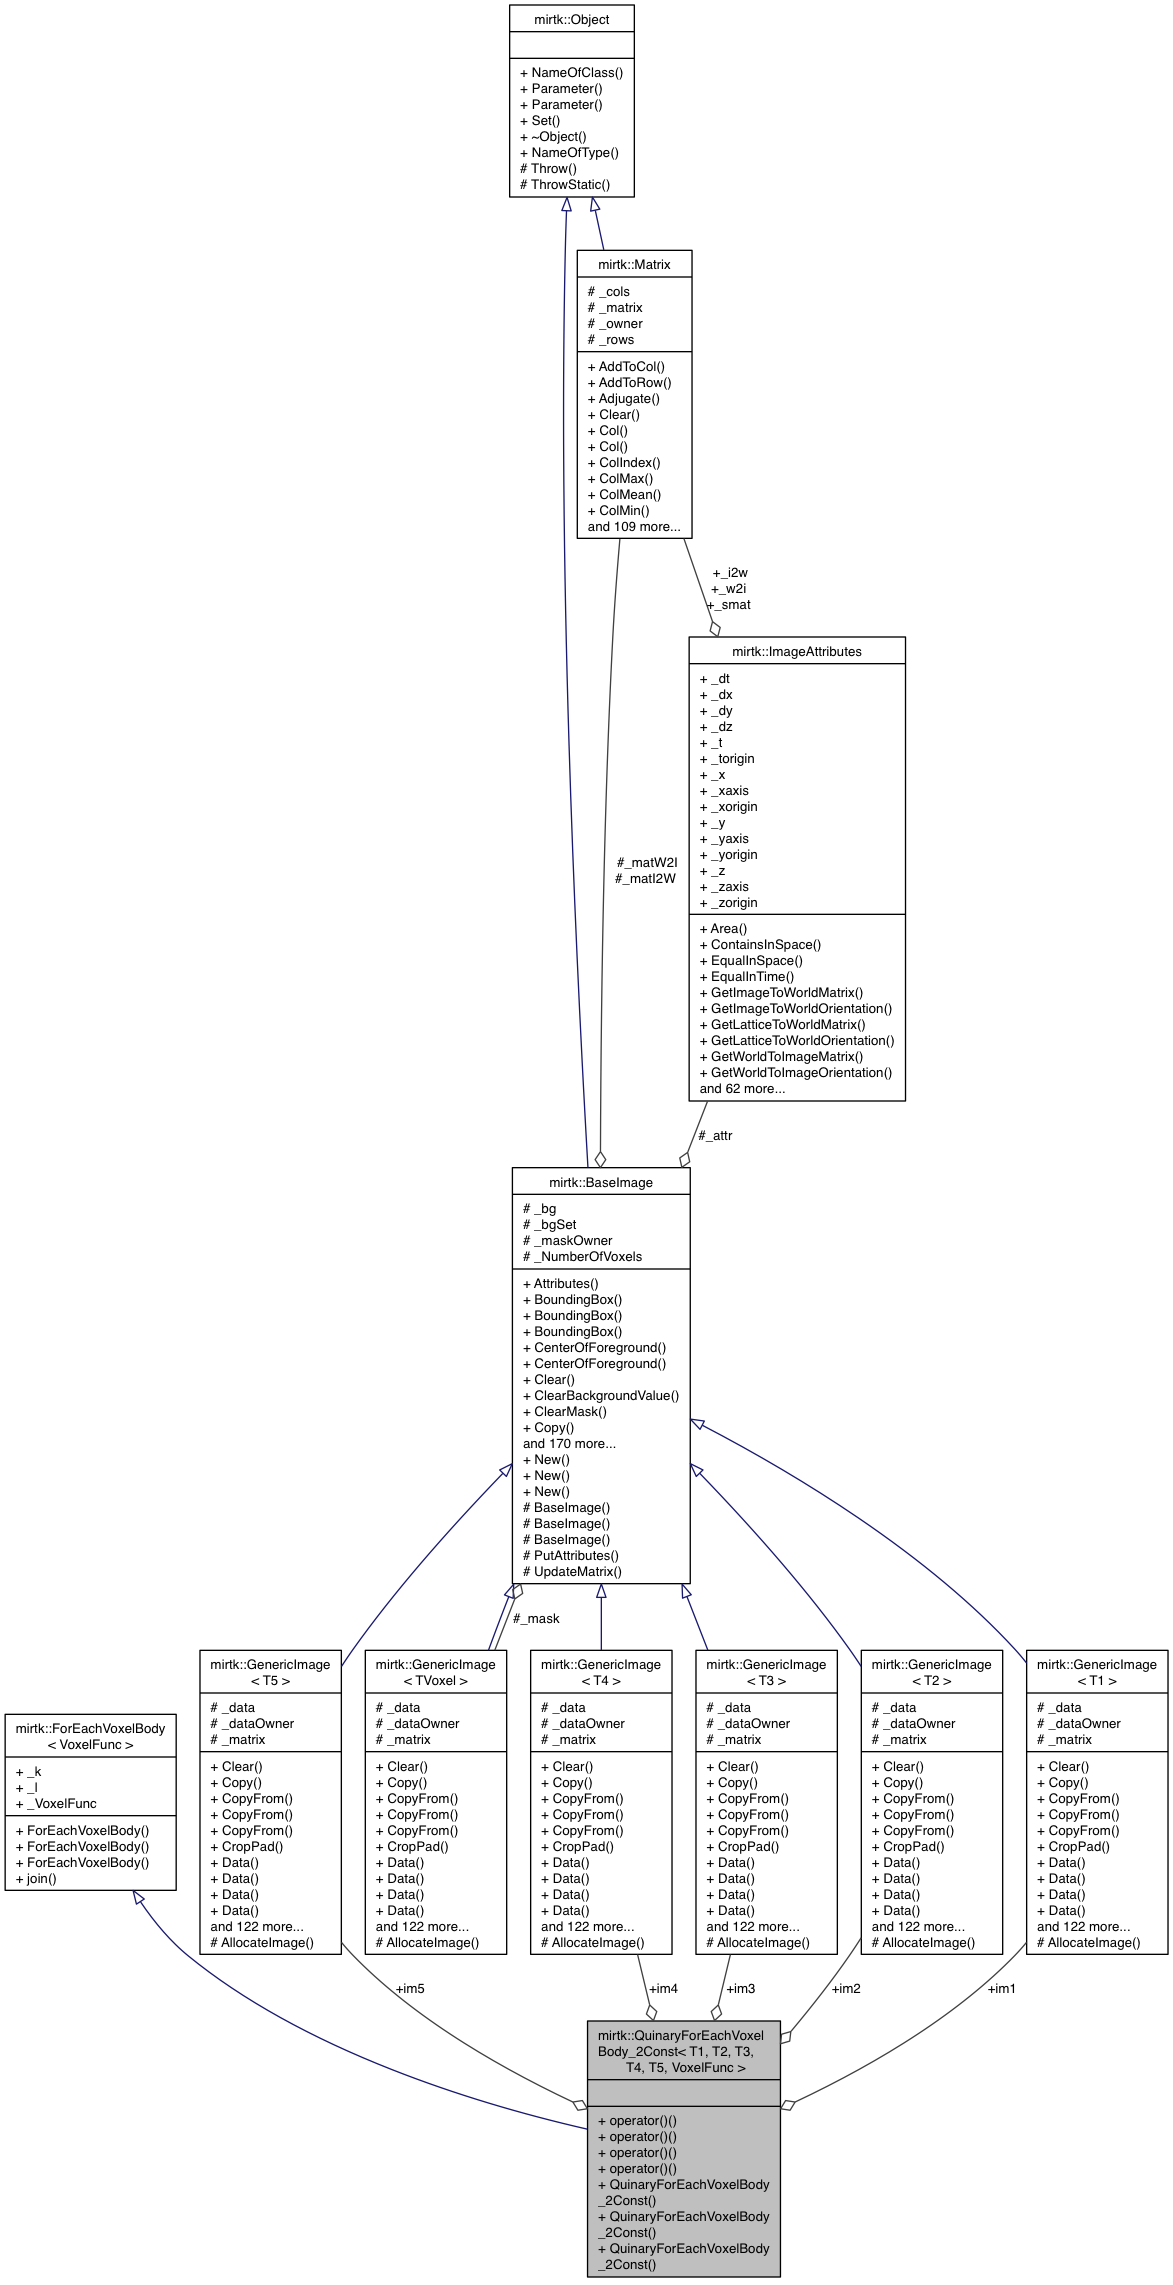 mirtk::Object
+ NameOfClass()
+ Parameter()
+ Parameter()
+ Set()
+ ~Object()
+ NameOfType()
# Throw()
# ThrowStatic()
mirtk::Matrix
# _cols
# _matrix
# _owner
# _rows
+ AddToCol()
+ AddToRow()
+ Adjugate()
+ Clear()
+ Col()
+ Col()
+ ColIndex()
+ ColMax()
+ ColMean()
+ ColMin()
and 109 more...
+_i2w
+_w2i
+_smat
mirtk::ImageAttributes
+ _dt
+ _dx
+ _dy
+ _dz
+ _t
+ _torigin
+ _x
+ _xaxis
+ _xorigin
+ _y
+ _yaxis
+ _yorigin
+ _z
+ _zaxis
+ _zorigin
+ Area()
+ ContainsInSpace()
+ EqualInSpace()
+ EqualInTime()
+ GetImageToWorldMatrix()
+ GetImageToWorldOrientation()
+ GetLatticeToWorldMatrix()
+ GetLatticeToWorldOrientation()
+ GetWorldToImageMatrix()
+ GetWorldToImageOrientation()
and 62 more...
#_matW2I
#_matI2W
#_attr
mirtk::BaseImage
# _bg
# _bgSet
# _maskOwner
# _NumberOfVoxels
+ Attributes()
+ BoundingBox()
+ BoundingBox()
+ BoundingBox()
+ CenterOfForeground()
+ CenterOfForeground()
+ Clear()
+ ClearBackgroundValue()
+ ClearMask()
+ Copy()
and 170 more...
+ New()
+ New()
+ New()
# BaseImage()
# BaseImage()
# BaseImage()
# PutAttributes()
# UpdateMatrix()
#_mask
mirtk::ForEachVoxelBody
< VoxelFunc >
+ _k
+ _l
+ _VoxelFunc
+ ForEachVoxelBody()
+ ForEachVoxelBody()
+ ForEachVoxelBody()
+ join()
mirtk::GenericImage
< T5 >
# _data
# _dataOwner
# _matrix
+ Clear()
+ Copy()
+ CopyFrom()
+ CopyFrom()
+ CopyFrom()
+ CropPad()
+ Data()
+ Data()
+ Data()
+ Data()
and 122 more...
# AllocateImage()
mirtk::GenericImage
< TVoxel >
# _data
# _dataOwner
# _matrix
+ Clear()
+ Copy()
+ CopyFrom()
+ CopyFrom()
+ CopyFrom()
+ CropPad()
+ Data()
+ Data()
+ Data()
+ Data()
and 122 more...
# AllocateImage()
mirtk::GenericImage
< T4 >
# _data
# _dataOwner
# _matrix
+ Clear()
+ Copy()
+ CopyFrom()
+ CopyFrom()
+ CopyFrom()
+ CropPad()
+ Data()
+ Data()
+ Data()
+ Data()
and 122 more...
# AllocateImage()
mirtk::GenericImage
< T3 >
# _data
# _dataOwner
# _matrix
+ Clear()
+ Copy()
+ CopyFrom()
+ CopyFrom()
+ CopyFrom()
+ CropPad()
+ Data()
+ Data()
+ Data()
+ Data()
and 122 more...
# AllocateImage()
mirtk::GenericImage
< T2 >
# _data
# _dataOwner
# _matrix
+ Clear()
+ Copy()
+ CopyFrom()
+ CopyFrom()
+ CopyFrom()
+ CropPad()
+ Data()
+ Data()
+ Data()
+ Data()
and 122 more...
# AllocateImage()
mirtk::GenericImage
< T1 >
# _data
# _dataOwner
# _matrix
+ Clear()
+ Copy()
+ CopyFrom()
+ CopyFrom()
+ CopyFrom()
+ CropPad()
+ Data()
+ Data()
+ Data()
+ Data()
and 122 more...
# AllocateImage()
+im5
+im4
+im3
+im2
+im1
mirtk::QuinaryForEachVoxel
Body_2Const< T1, T2, T3,
T4, T5, VoxelFunc >
+ operator()()
+ operator()()
+ operator()()
+ operator()()
+ QuinaryForEachVoxelBody
_2Const()
+ QuinaryForEachVoxelBody
_2Const()
+ QuinaryForEachVoxelBody
_2Const()